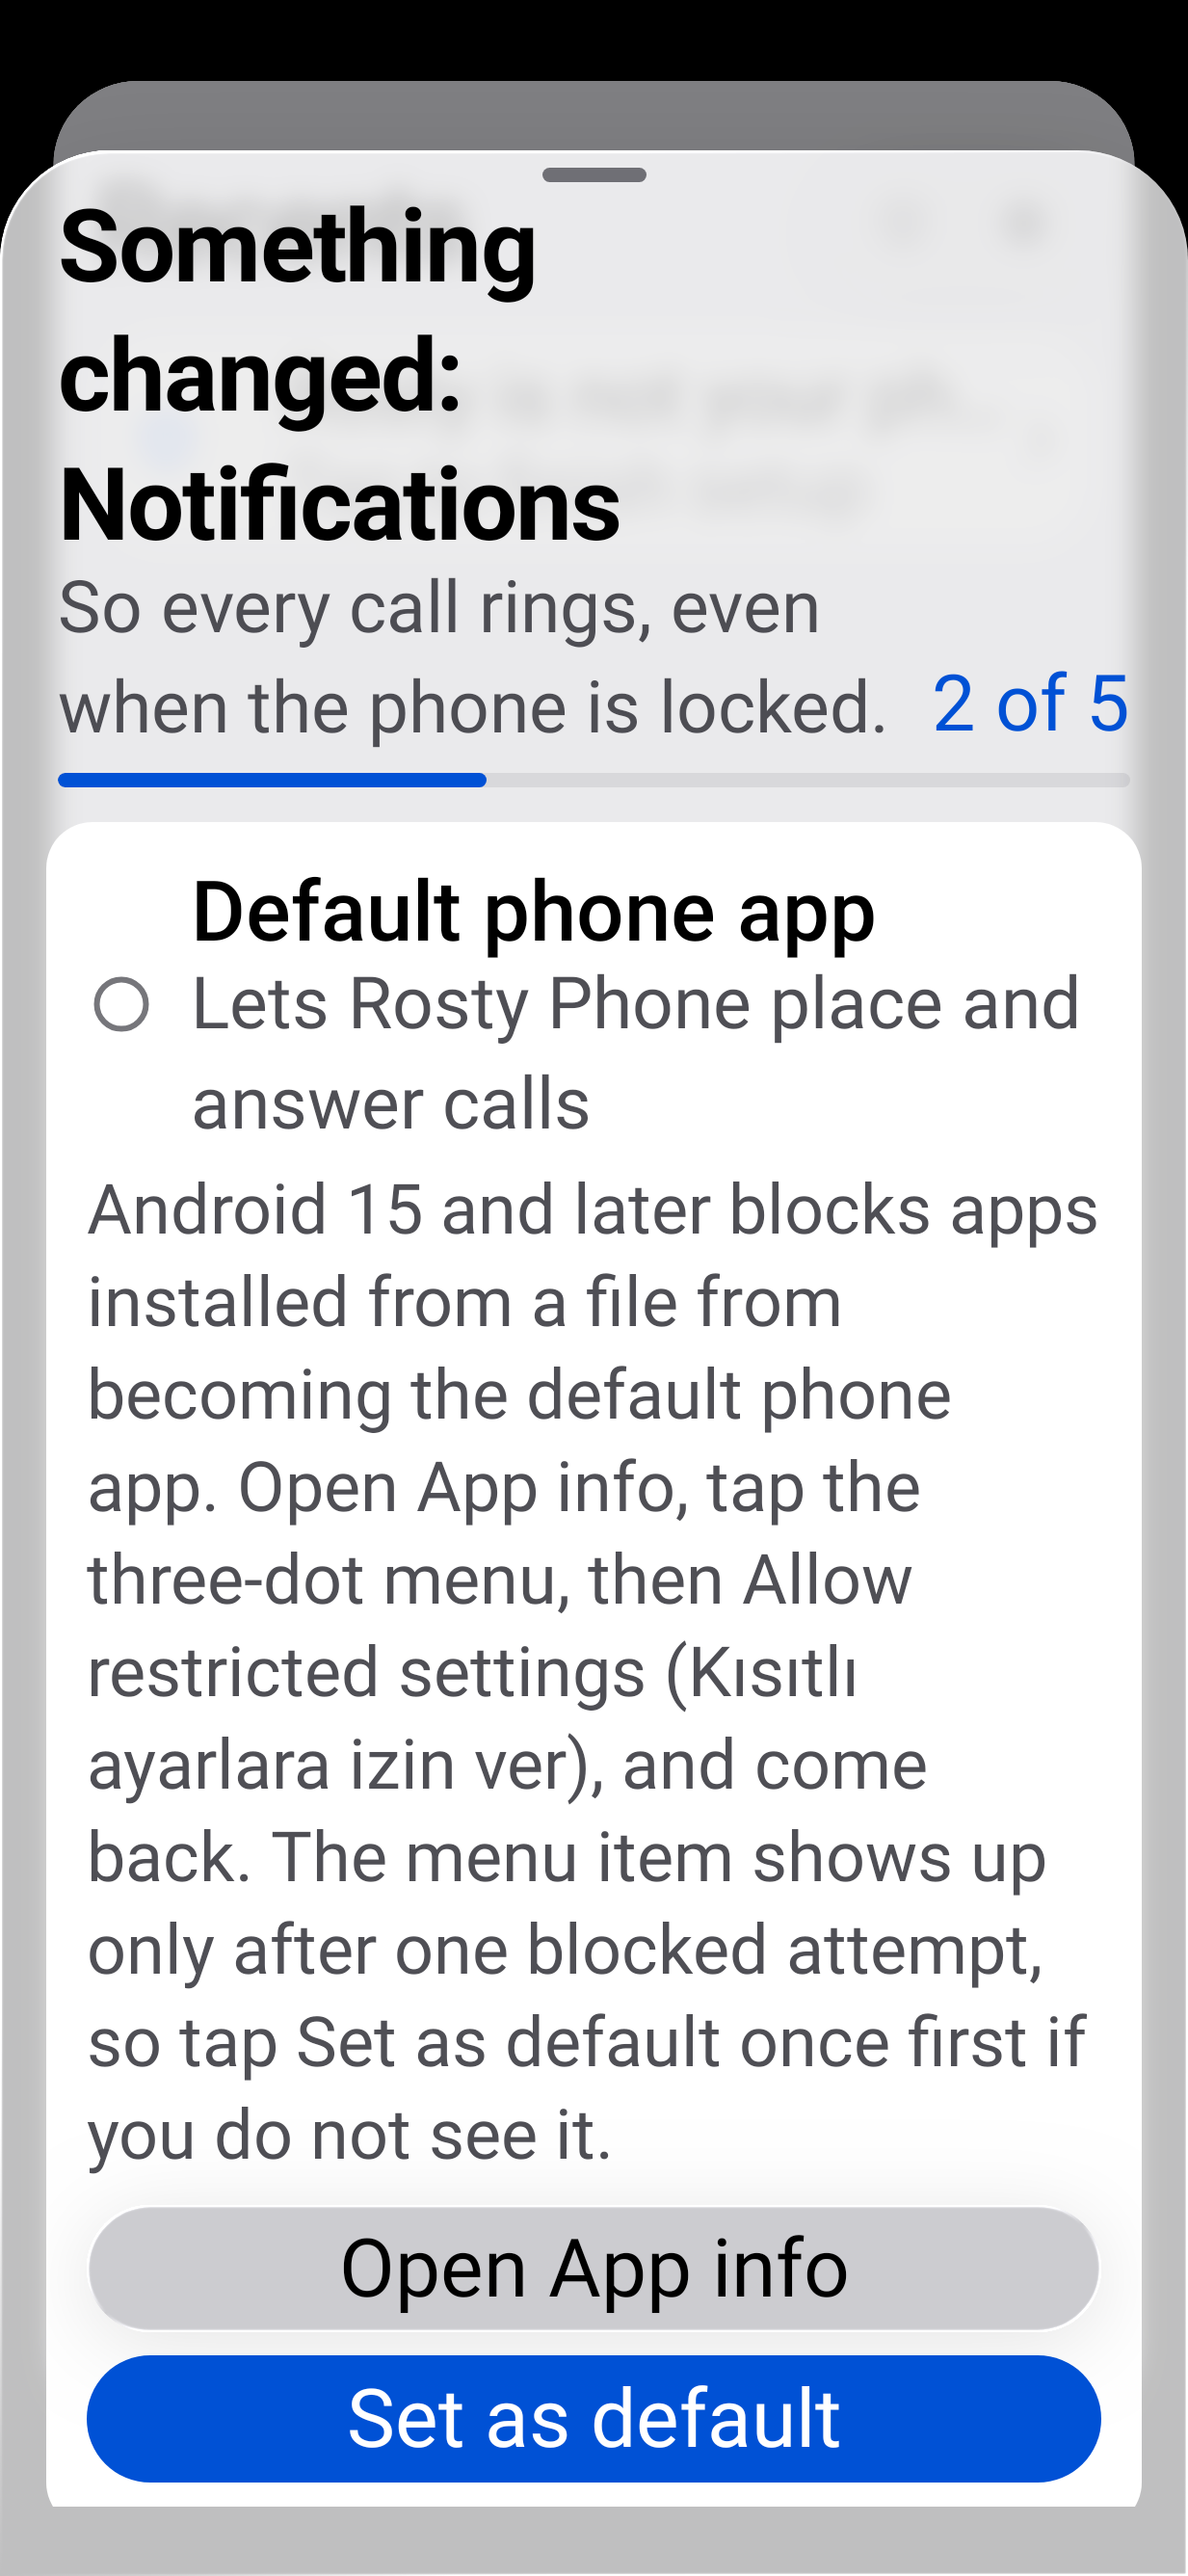 Something
changed:
Notifications
So every call rings, even
when the phone is locked.
2 of 5
Default phone app
Lets Rosty Phone place and
answer calls
Android 15 and later blocks apps
installed from a file from
becoming the default phone
app. Open App info, tap the
three-dot menu, then Allow
restricted settings (Kısıtlı
ayarlara izin ver), and come
back. The menu item shows up
only after one blocked attempt,
so tap Set as default once first if
you do not see it.
Open App info
Set as default